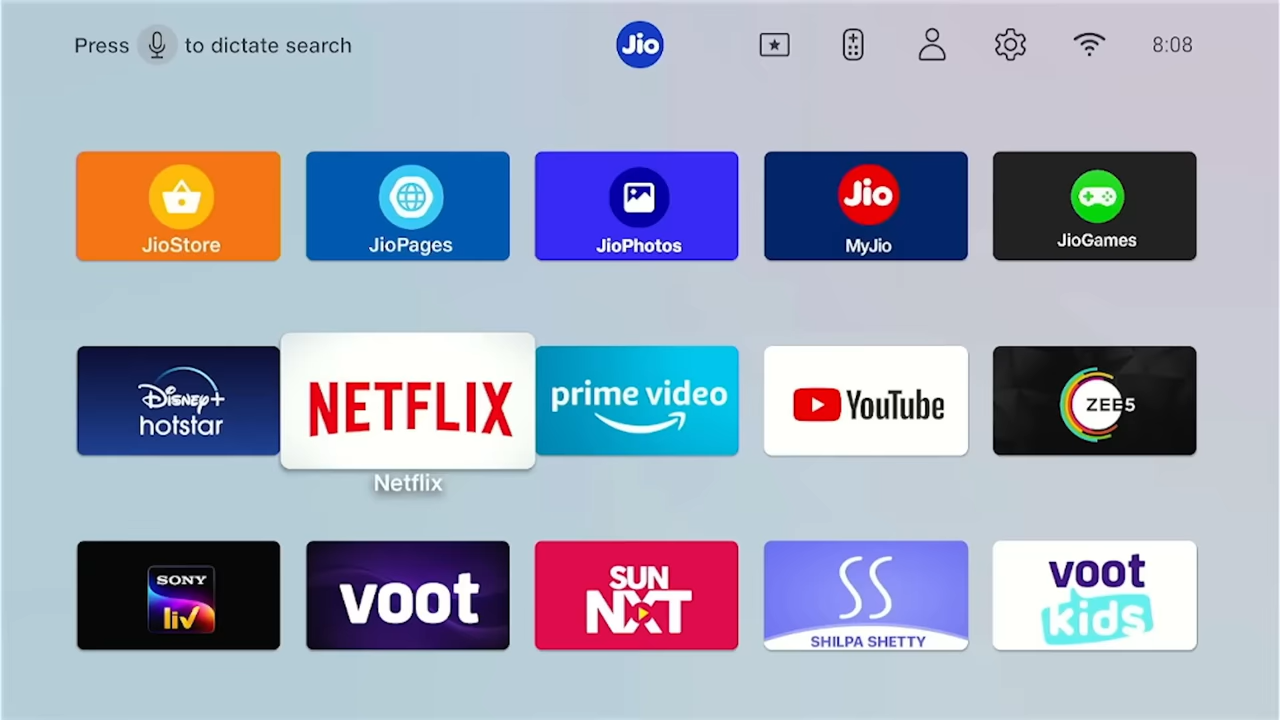 Press to dictate search
Jio
8:08
JioStore
JioPages
JioPhotos
Jio
MyJio
JioGames
Disney+
hotstar
NETFLIX
Netflix
prime video
YouTube
ZEE5
SONY
liv
voot
SUN
NXT
SS
SHILPA SHETTY
voot
kids